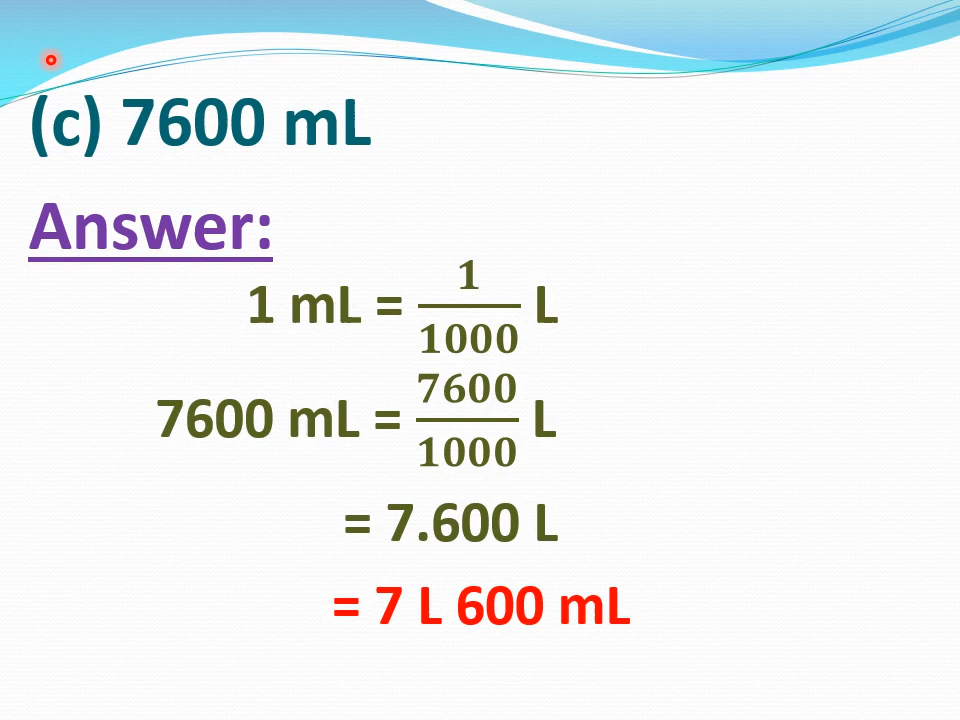 (c) 7600 mL
Answer:
1 mL = 1/1000 L
7600 mL = 7600/1000 L
= 7.600 L
= 7 L 600 mL